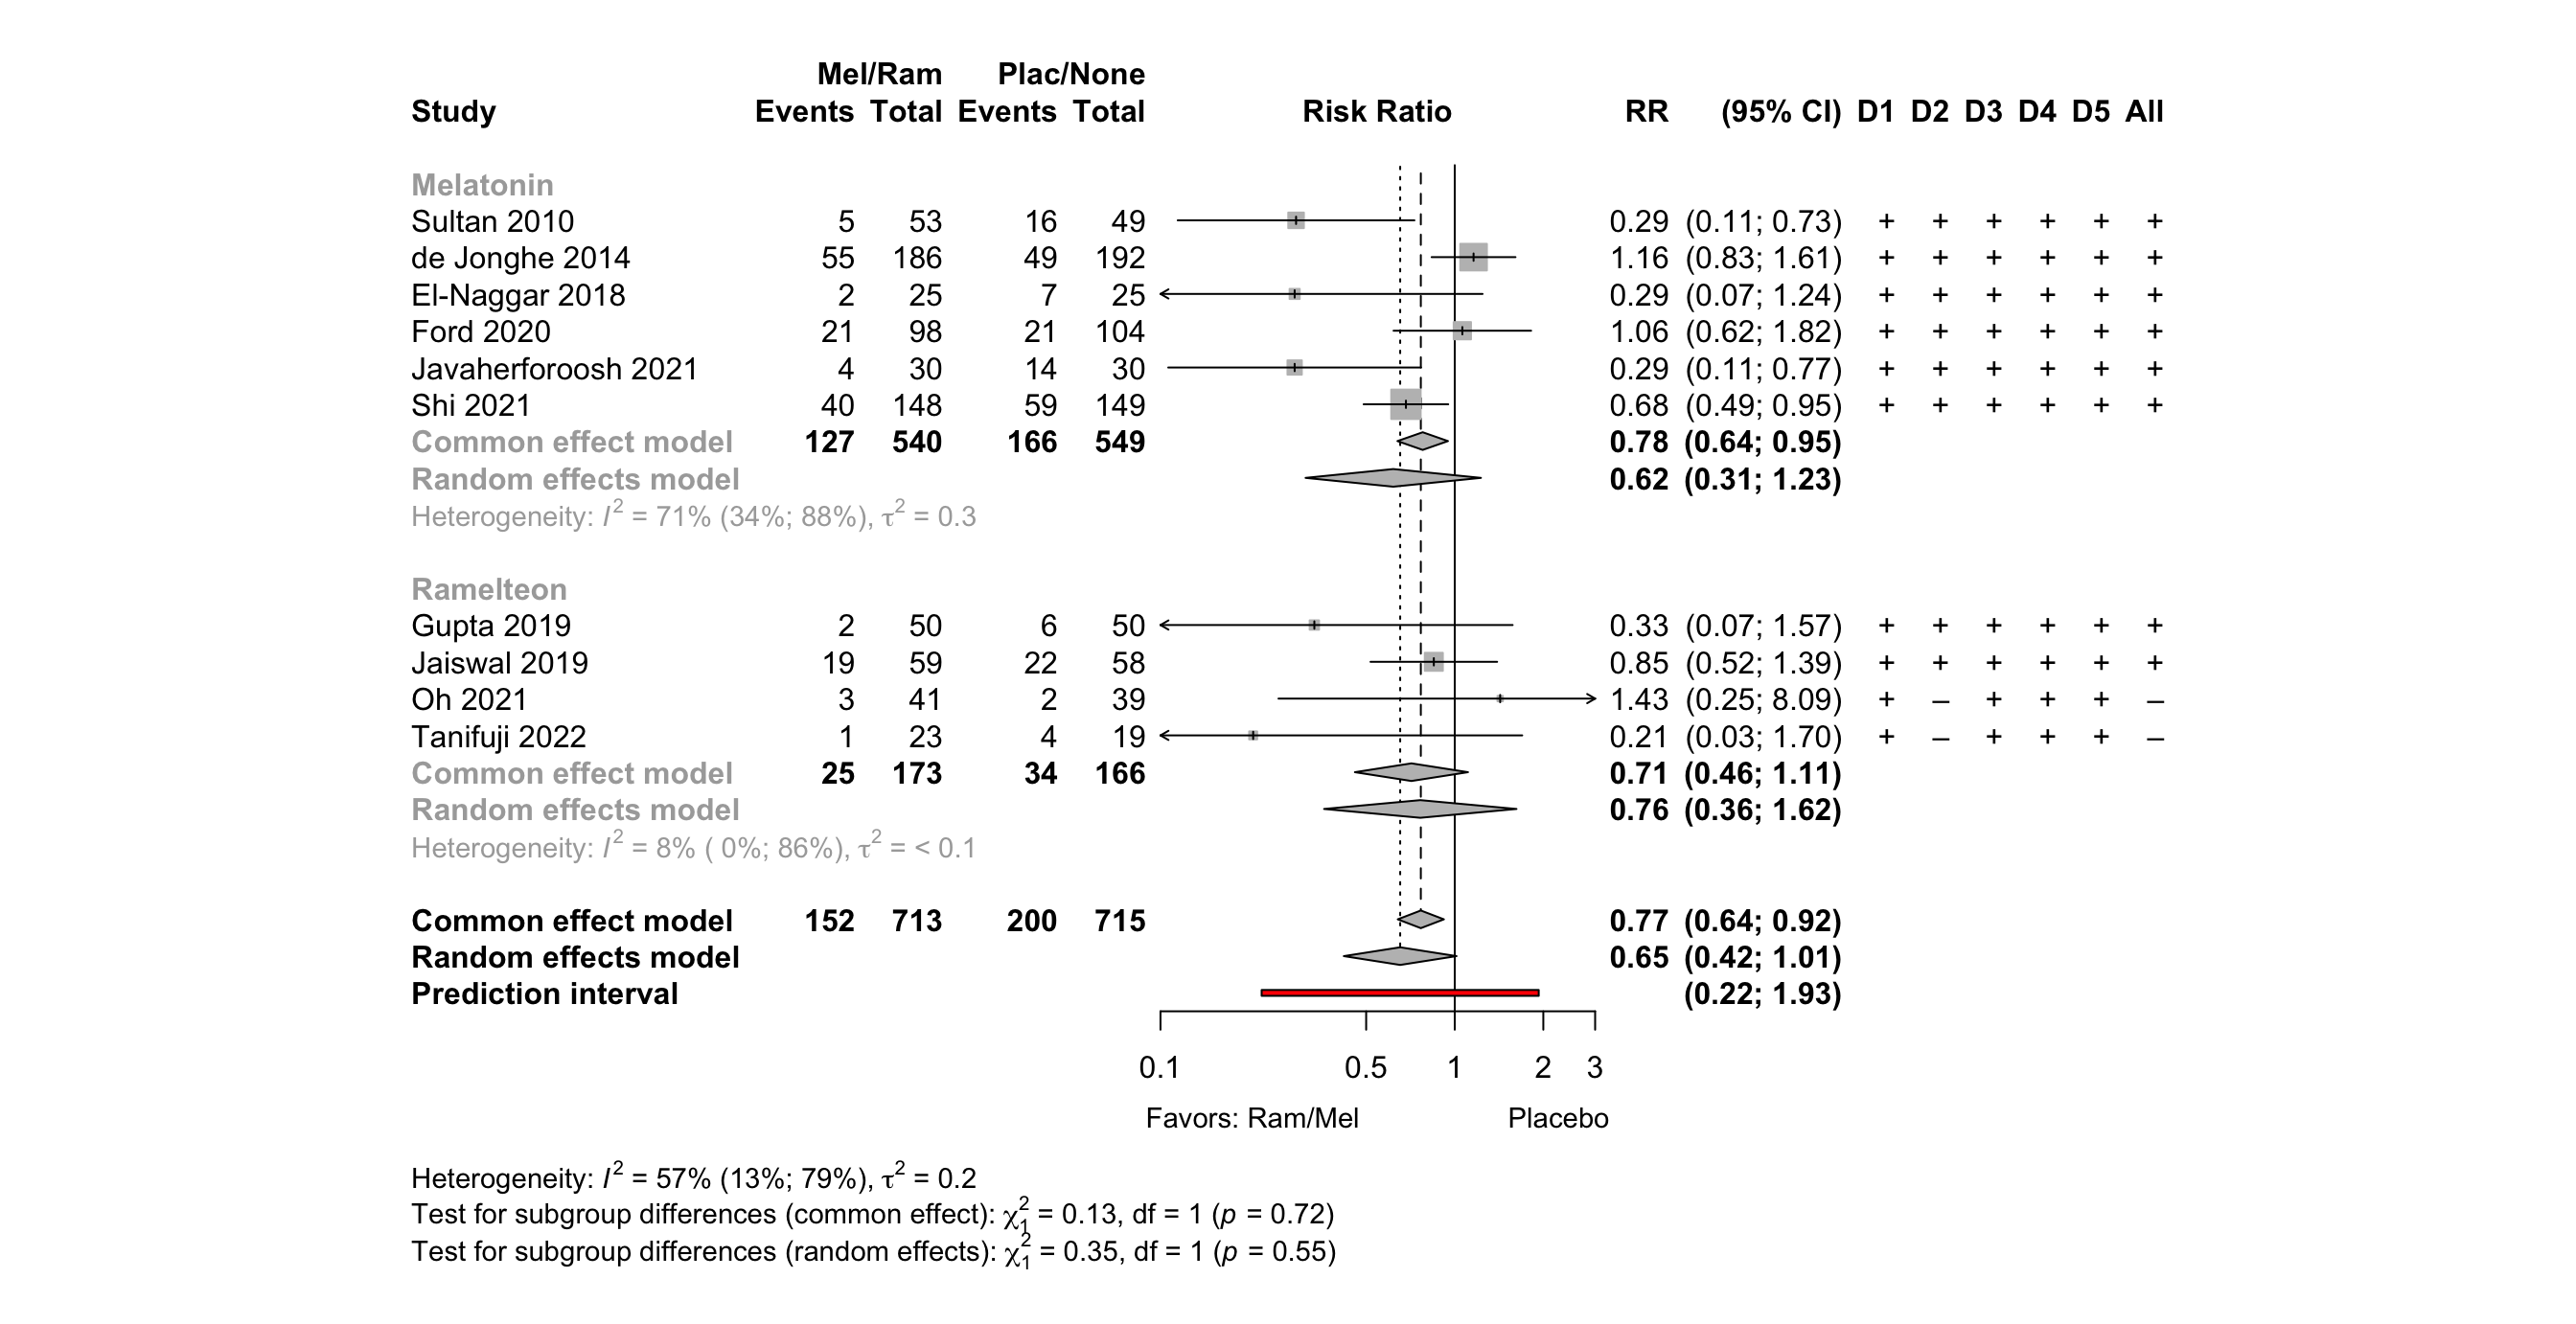 Mel/Ram Plac/None
Study Events Total Events Total Risk Ratio RR (95% CI) D1 D2 D3 D4 D5 All
Melatonin
Sultan 2010 5 53 16 49 0.29 (0.11; 0.73) + + + + + +
de Jonghe 2014 55 186 49 192 1.16 (0.83; 1.61) + + + + + +
El-Naggar 2018 2 25 7 25 0.29 (0.07; 1.24) + + + + + +
Ford 2020 21 98 21 104 1.06 (0.62; 1.82) + + + + + +
Javaherforoosh 2021 4 30 14 30 0.29 (0.11; 0.77) + + + + + +
Shi 2021 40 148 59 149 0.68 (0.49; 0.95) + + + + + +
Common effect model 127 540 166 549 0.78 (0.64; 0.95)
Random effects model 0.62 (0.31; 1.23)
Heterogeneity: I² = 71% (34%; 88%), τ² = 0.3
Ramelteon
Gupta 2019 2 50 6 50 0.33 (0.07; 1.57) + + + + + +
Jaiswal 2019 19 59 22 58 0.85 (0.52; 1.39) + + + + + +
Oh 2021 3 41 2 39 1.43 (0.25; 8.09) + – + + + –
Tanifuji 2022 1 23 4 19 0.21 (0.03; 1.70) + – + + + –
Common effect model 25 173 34 166 0.71 (0.46; 1.11)
Random effects model 0.76 (0.36; 1.62)
Heterogeneity: I² = 8% ( 0%; 86%), τ² = < 0.1
Common effect model 152 713 200 715 0.77 (0.64; 0.92)
Random effects model 0.65 (0.42; 1.01)
Prediction interval (0.22; 1.93)
0.1 0.5 1 2 3
Favors: Ram/Mel Placebo
Heterogeneity: I² = 57% (13%; 79%), τ² = 0.2
Test for subgroup differences (common effect): χ²₁ = 0.13, df = 1 (p = 0.72)
Test for subgroup differences (random effects): χ²₁ = 0.35, df = 1 (p = 0.55)